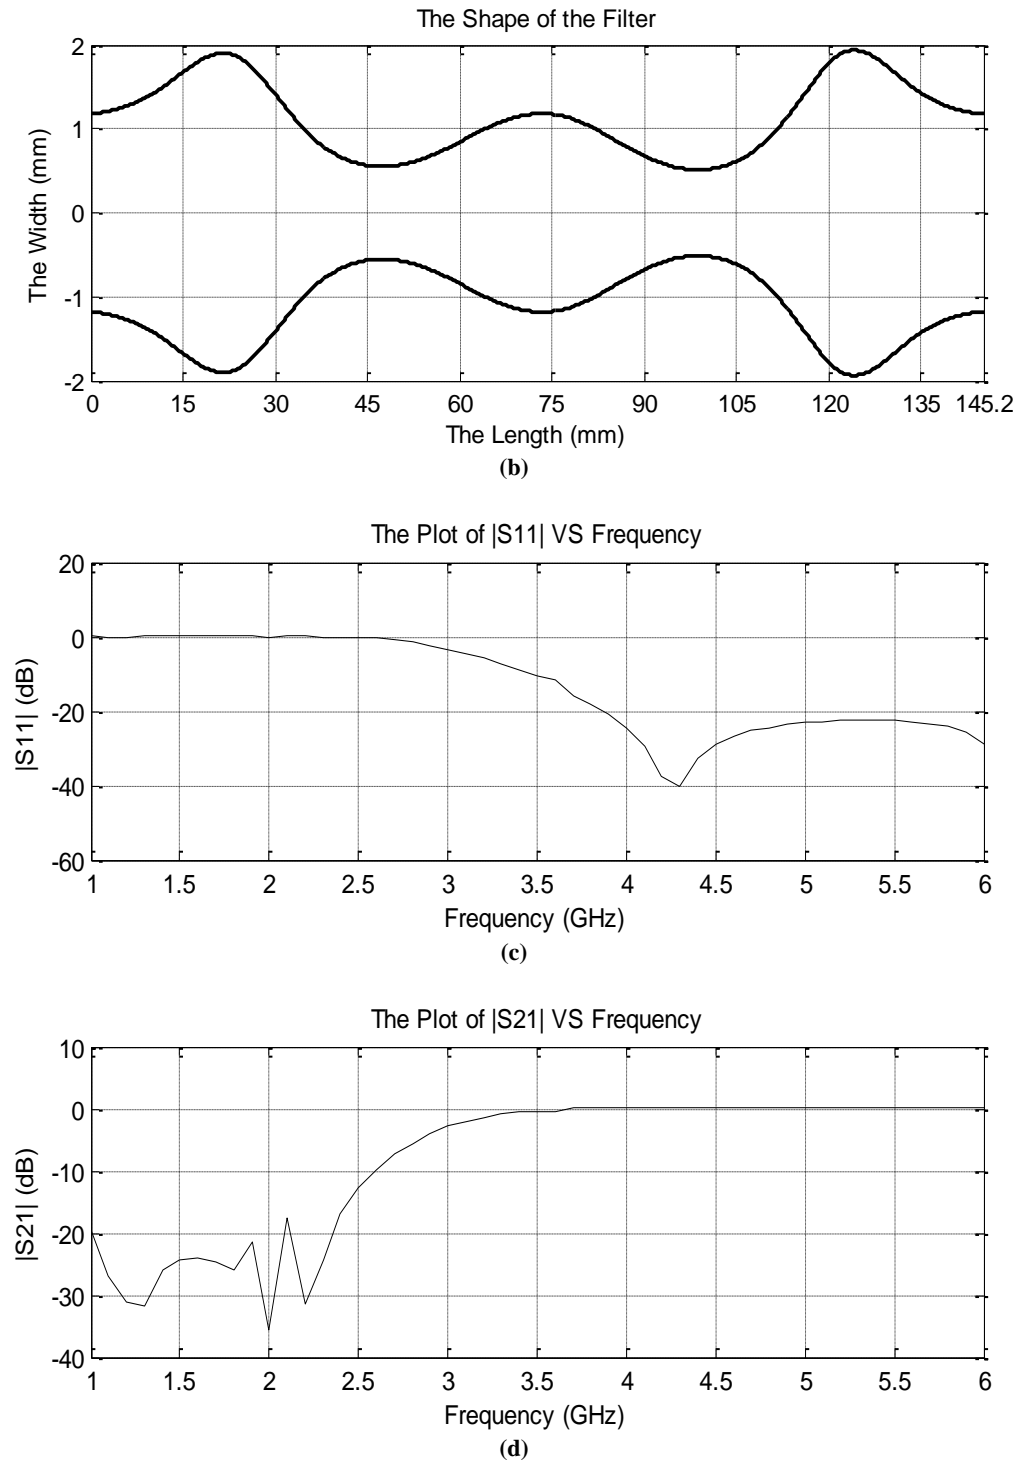 The Shape of the Filter
The Width (mm)
2
1
0
-1
-2
0 15 30 45 60 75 90 105 120 135 145.2
The Length (mm)
(b)
The Plot of |S11| VS Frequency
|S11| (dB)
20
0
-20
-40
-60
1 1.5 2 2.5 3 3.5 4 4.5 5 5.5 6
Frequency (GHz)
(c)
The Plot of |S21| VS Frequency
|S21| (dB)
10
0
-10
-20
-30
-40
1 1.5 2 2.5 3 3.5 4 4.5 5 5.5 6
Frequency (GHz)
(d)